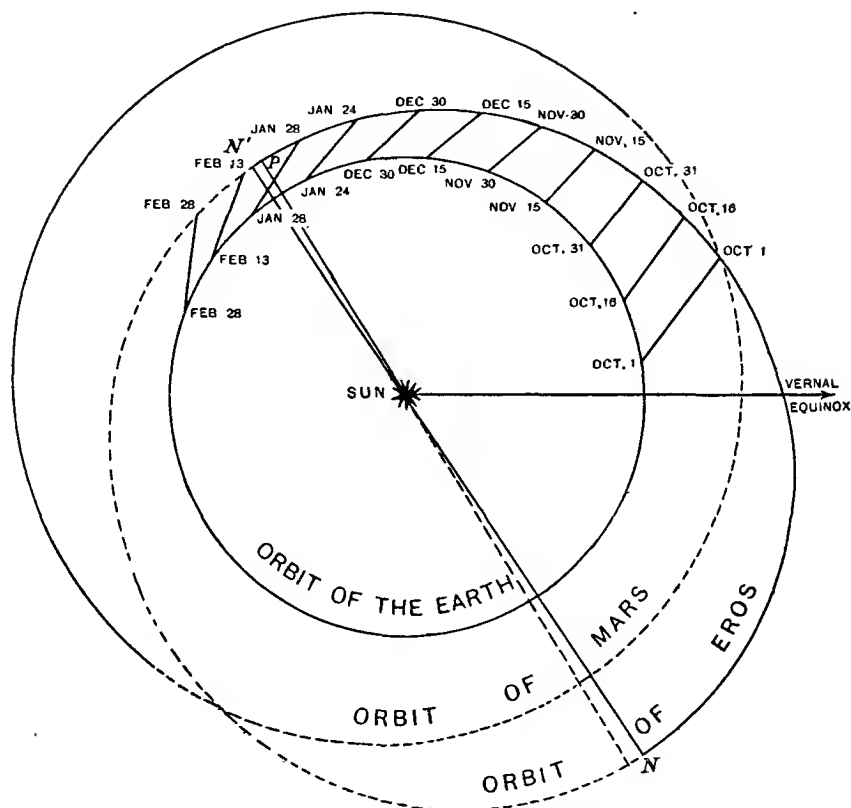 DEC 30
DEC 15
NOV-30
NOV, 15
OCT, 31
OCT, 16
OCT 1
JAN 24
JAN 28
N'
P
FEB 13
FEB 28
DEC 30
DEC 15
NOV 30
NOV 15
OCT, 31
OCT, 16
OCT, 1
JAN 24
JAN 28
FEB 13
FEB 28
SUN
VERNAL
EQUINOX
ORBIT OF THE EARTH
ORBIT OF MARS
ORBIT OF EROS
N